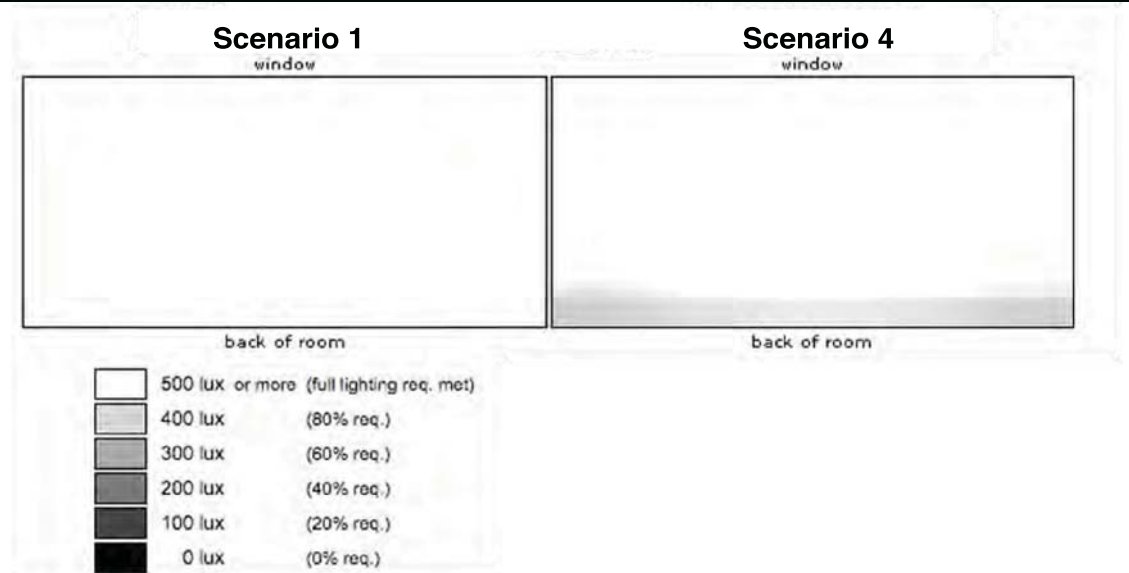 Scenario 1
window
back of room
Scenario 4
window
back of room
500 lux or more (full lighting req. met)
400 lux (80% req.)
300 lux (60% req.)
200 lux (40% req.)
100 lux (20% req.)
0 lux (0% req.)